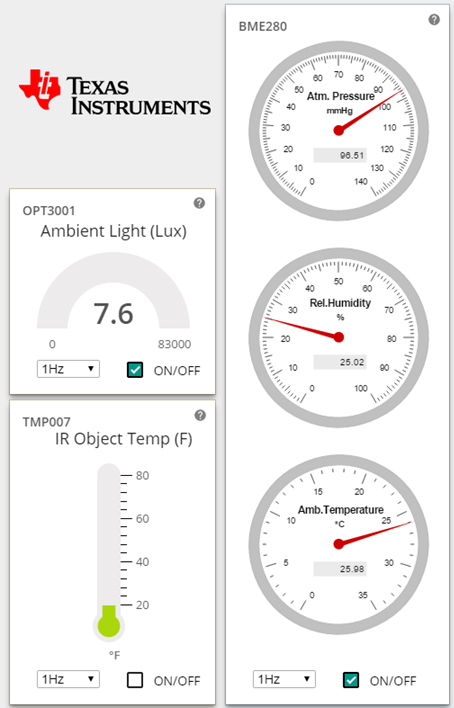 TEXAS
INSTRUMENTS
OPT3001
?
Ambient Light (Lux)
7.6
0
83000
1Hz
ON/OFF
TMP007
?
IR Object Temp (F)
80
60
40
20
°F
1Hz
ON/OFF
BME280
?
0
10
20
30
40
50
60
70
80
90
100
110
120
130
140
Atm. Pressure
mmHg
96.51
0
10
20
30
40
50
60
70
80
90
100
Rel.Humidity
%
25.02
0
5
10
15
20
25
30
35
Amb.Temperature
°C
25.98
1Hz
ON/OFF